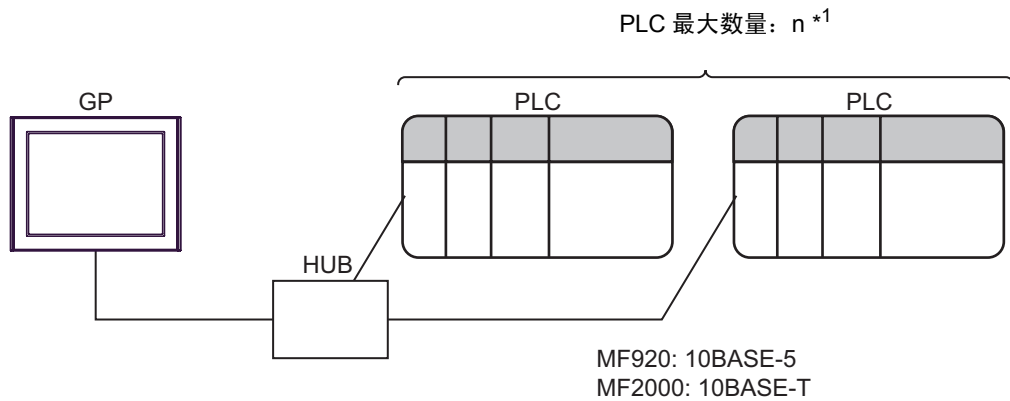 PLC 最大数量：n *1
GP
PLC
PLC
HUB
MF920: 10BASE-5
MF2000: 10BASE-T